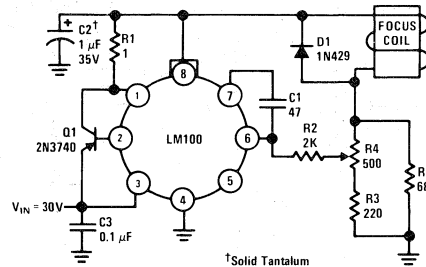 C2†
1 µF
35V
R1
1
D1
1N429
FOCUS
COIL
8
1
7
C1
47
Q1
2N3740
2
LM100
6
R2
2K
R4
500
3
5
4
R3
220
VIN = 30V
C3
0.1 µF
†Solid Tantalum